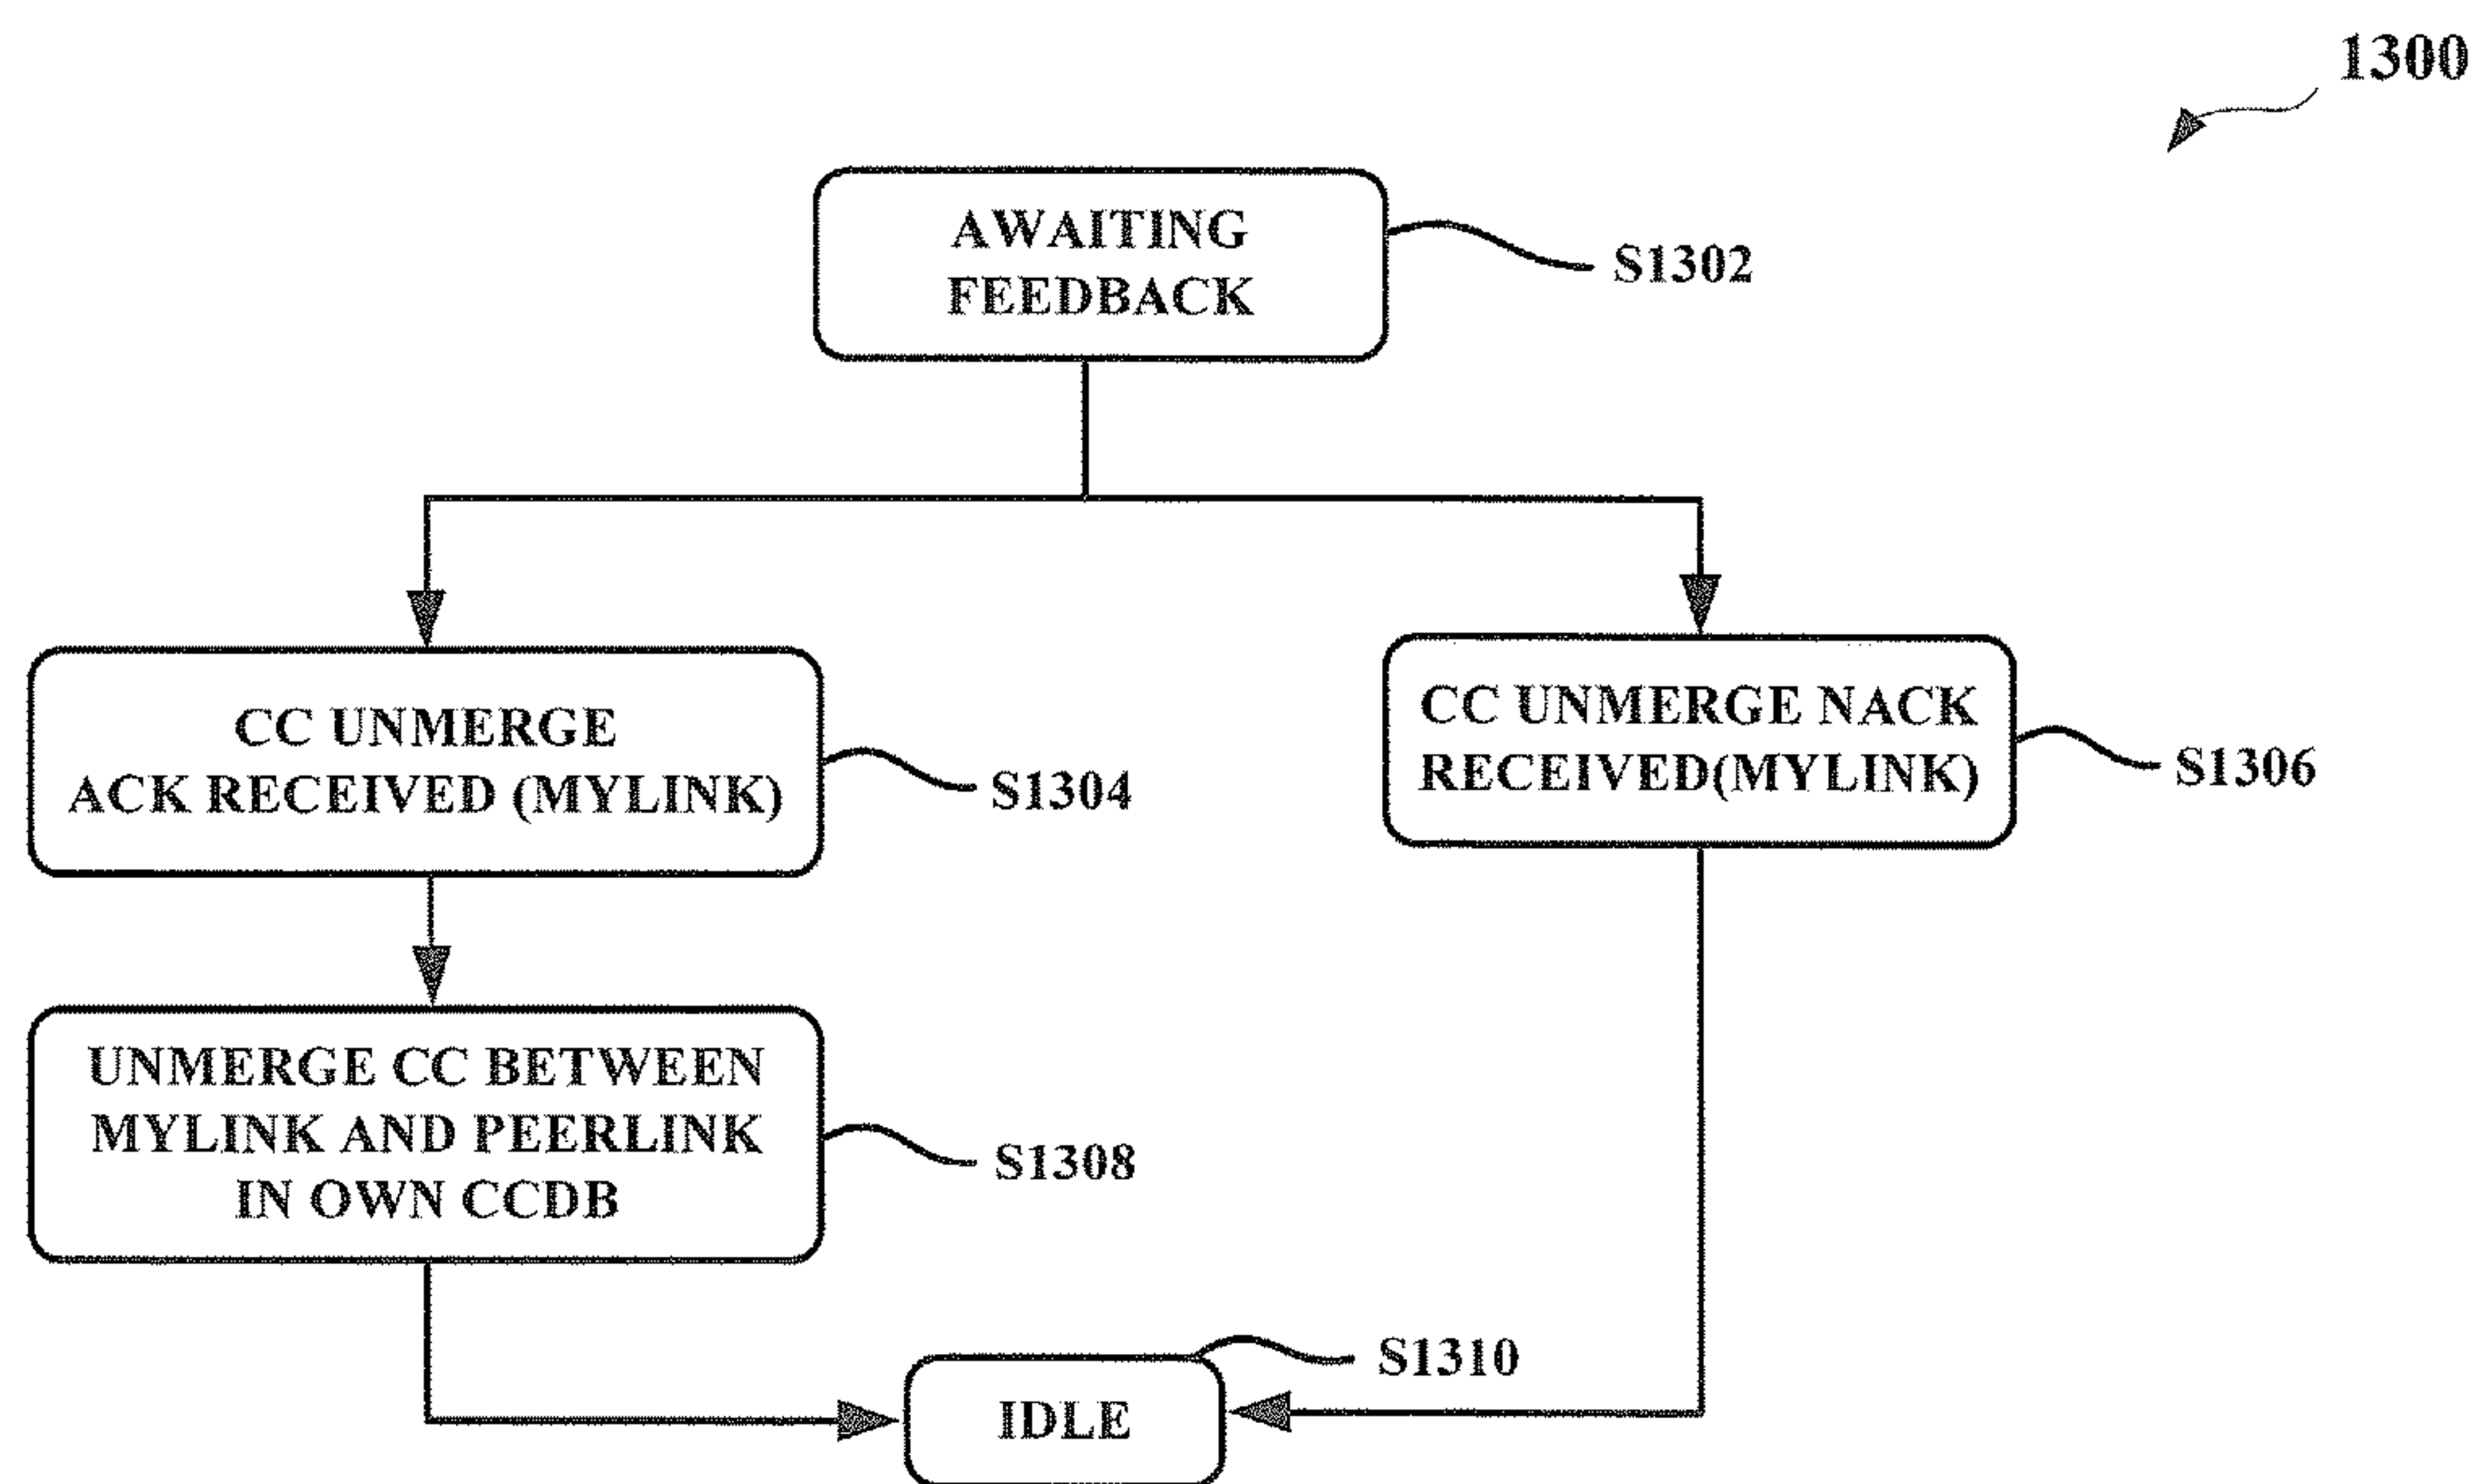 1300
AWAITING
FEEDBACK
S1302
CC UNMERGE
ACK RECEIVED (MYLINK)
S1304
CC UNMERGE NACK
RECEIVED(MYLINK)
S1306
UNMERGE CC BETWEEN
MYLINK AND PEERLINK
IN OWN CCDB
S1308
S1310
IDLE